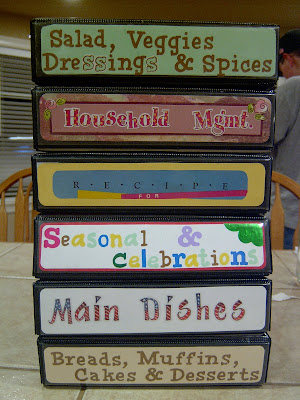 Salad, Veggies
Dressings & Spices
Household Mgmt.
R·E·C·I·P·E
FOR
Seasonal &
Celebrations
Main Dishes
Breads, Muffins,
Cakes & Desserts